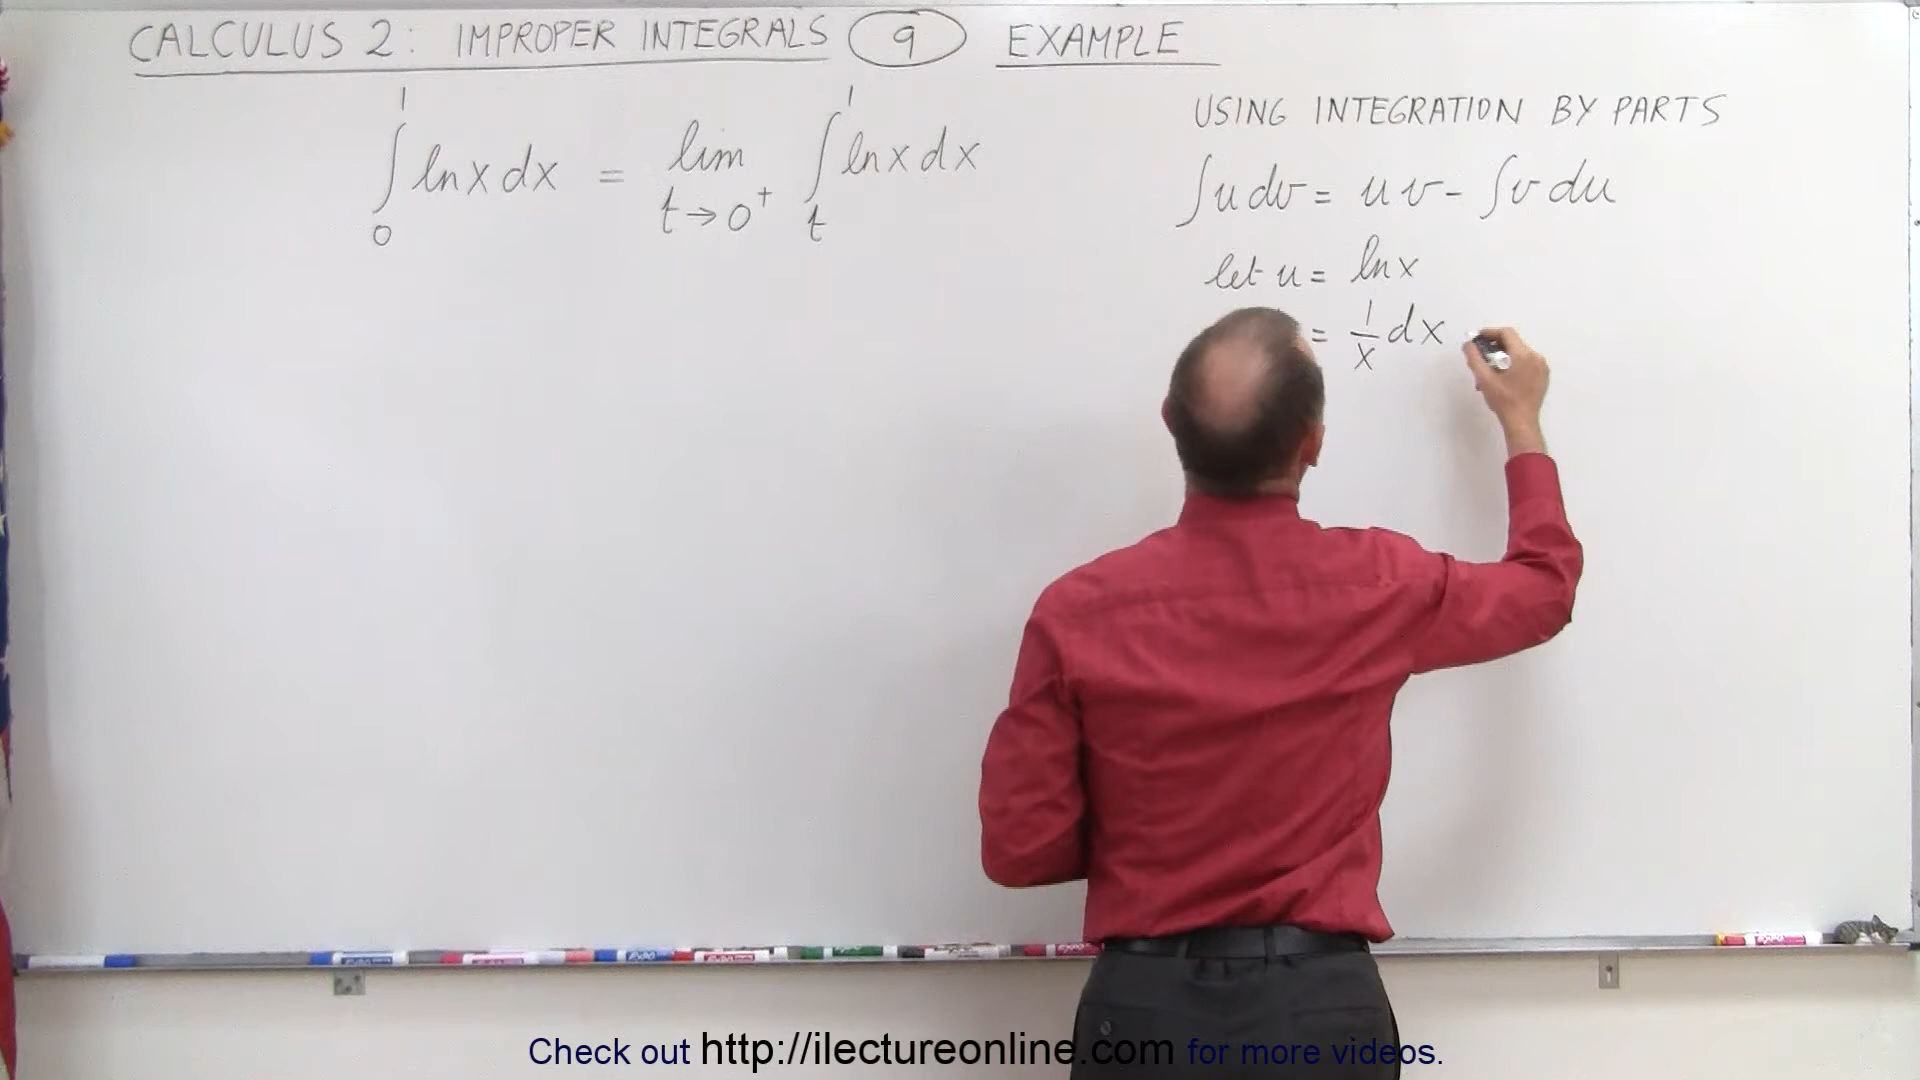 CALCULUS 2: IMPROPER INTEGRALS 9 EXAMPLE
∫₀¹ ln x dx = lim t→0⁺ ∫ₜ¹ ln x dx
USING INTEGRATION BY PARTS
∫u dv = uv - ∫v du
let u = ln x
= 1/x dx
Check out http://ilectureonline.com for more videos.